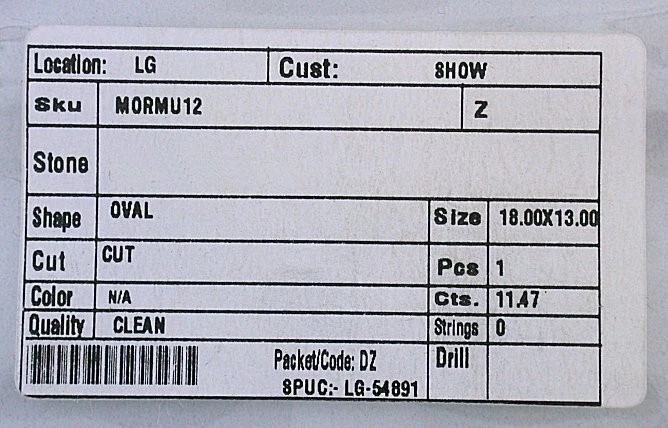 Location: LG Cust: SHOW
Sku MORMU12 Z
Stone
Shape OVAL Size 18.00X13.00
Cut CUT Pcs 1
Color N/A Cts. 11.47
Quality CLEAN Strings 0
Packet/Code: DZ Drill
SPUC:- LG-54891